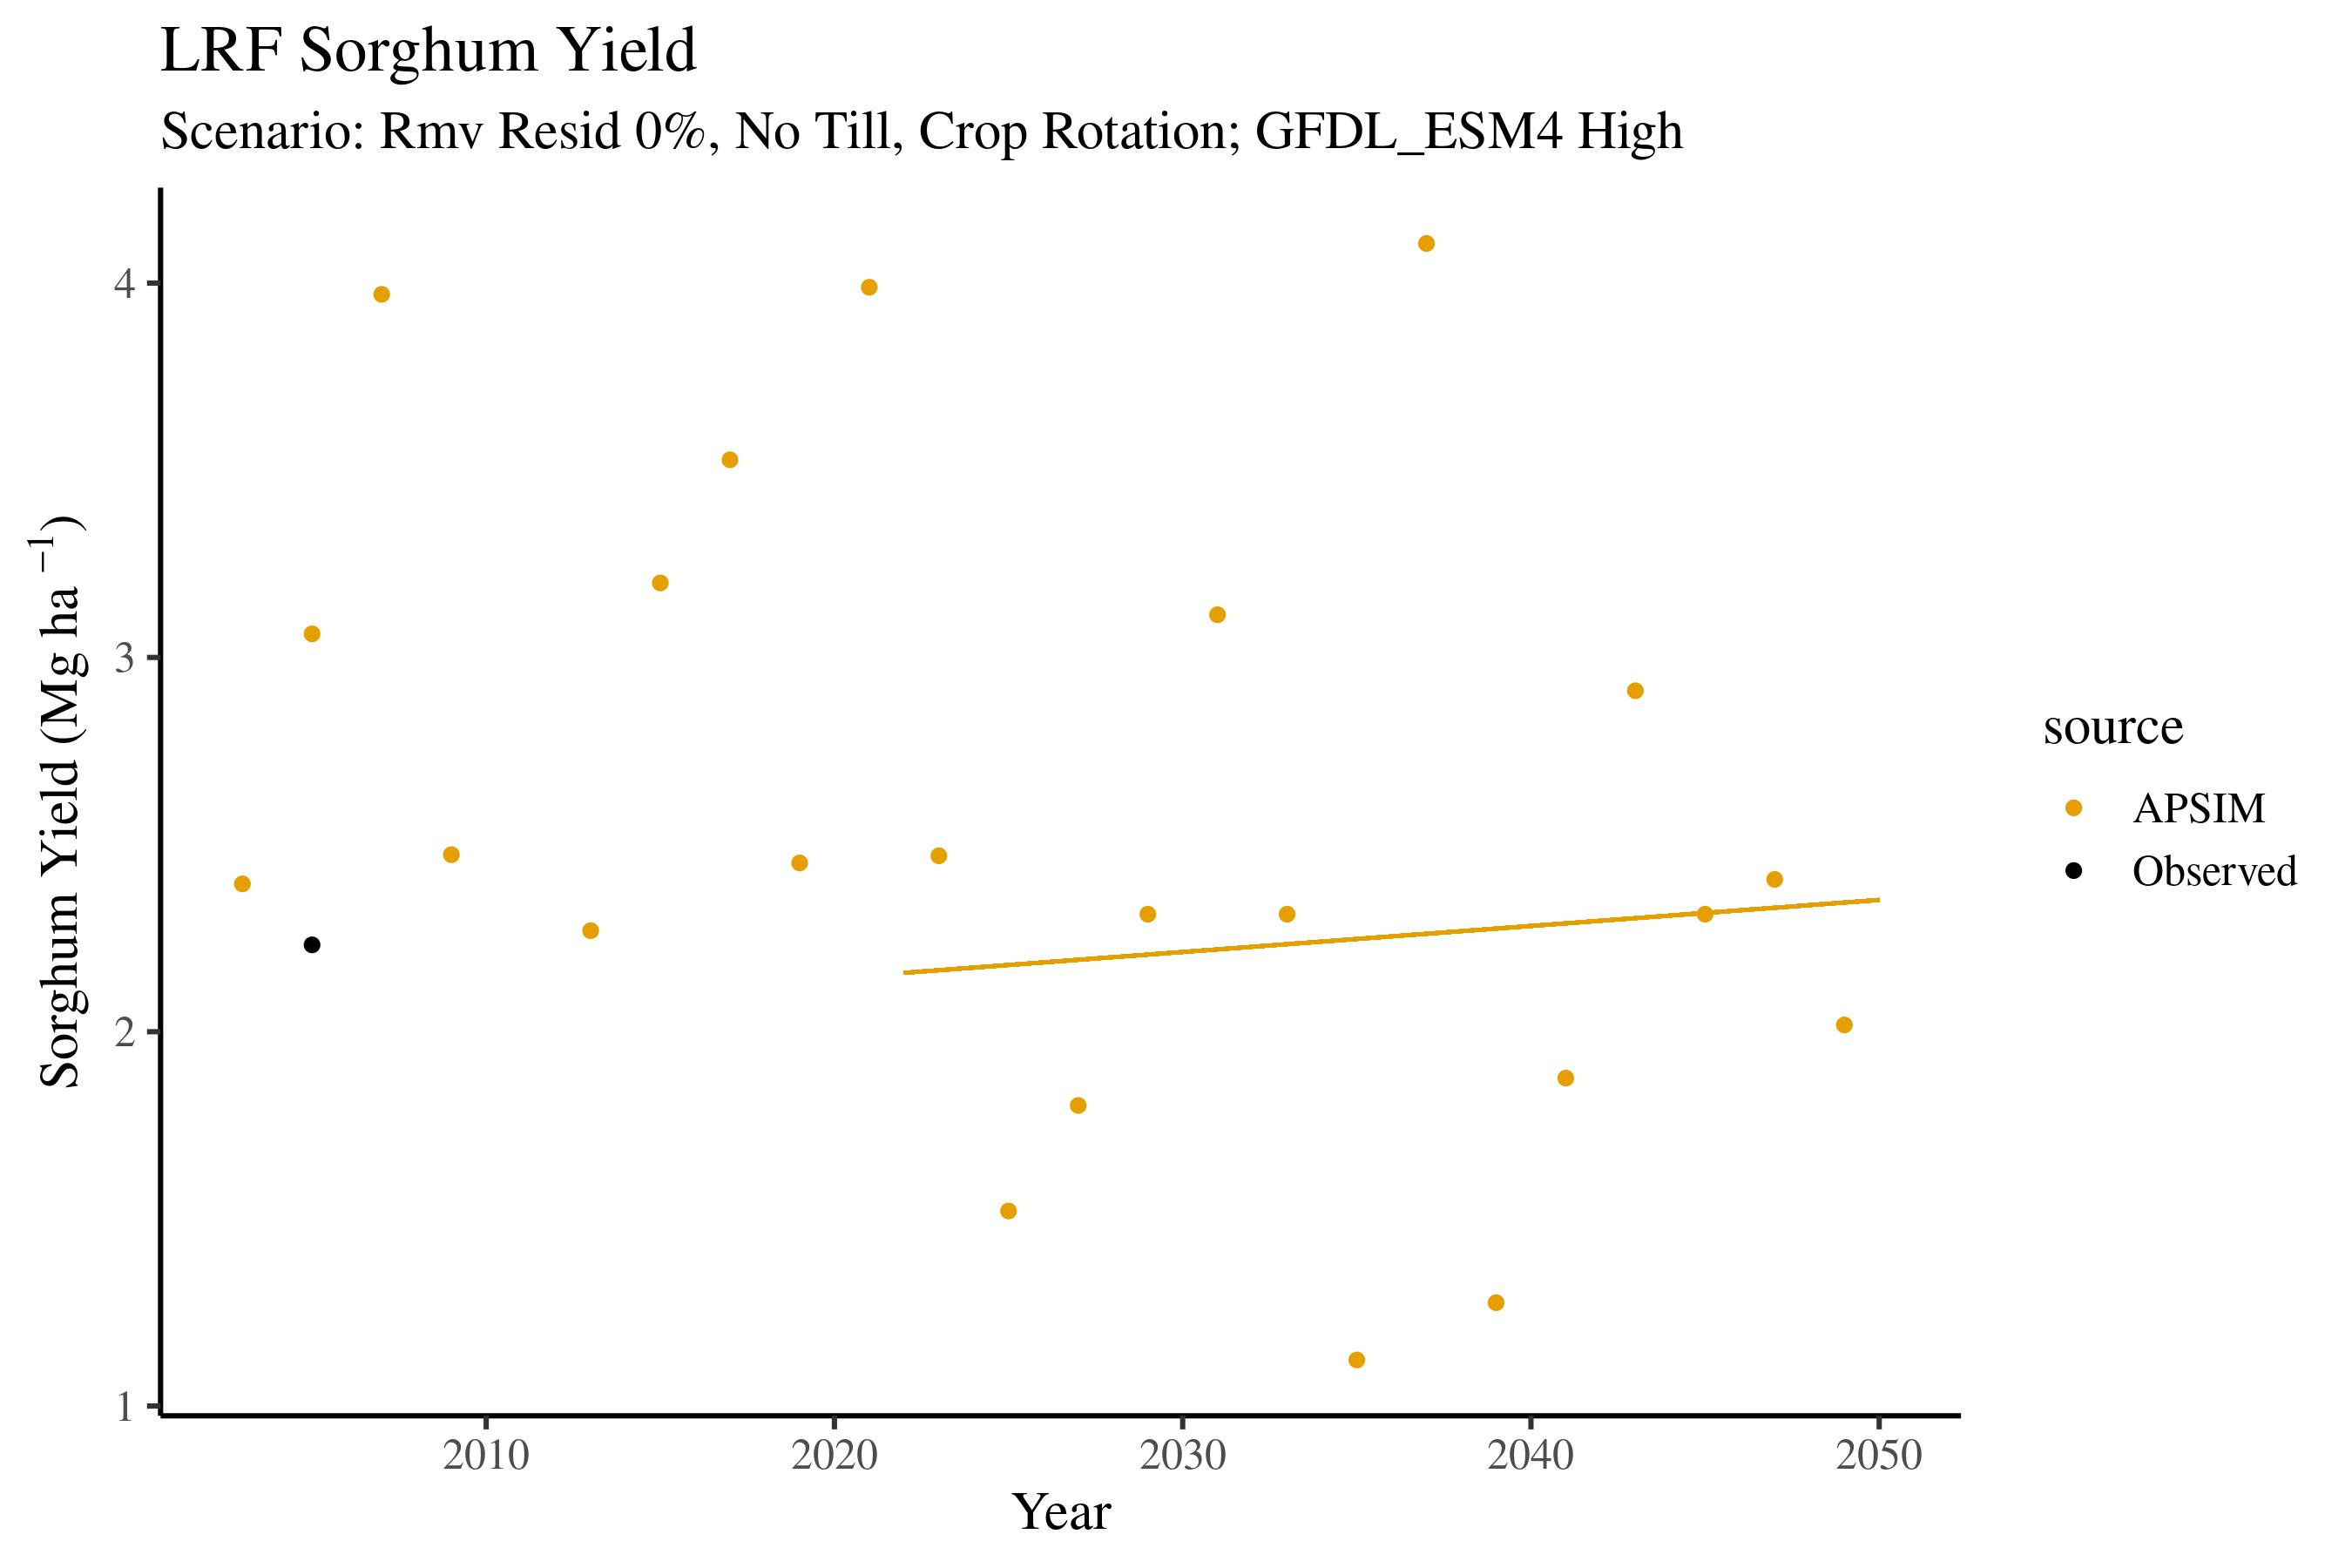 LRF Sorghum Yield
Scenario: Rmv Resid 0%, No Till, Crop Rotation; GFDL_ESM4 High
Sorghum Yield (Mg ha ⁻¹)
4
3
2
1
2010 2020 2030 2040 2050
Year
source
APSIM
Observed